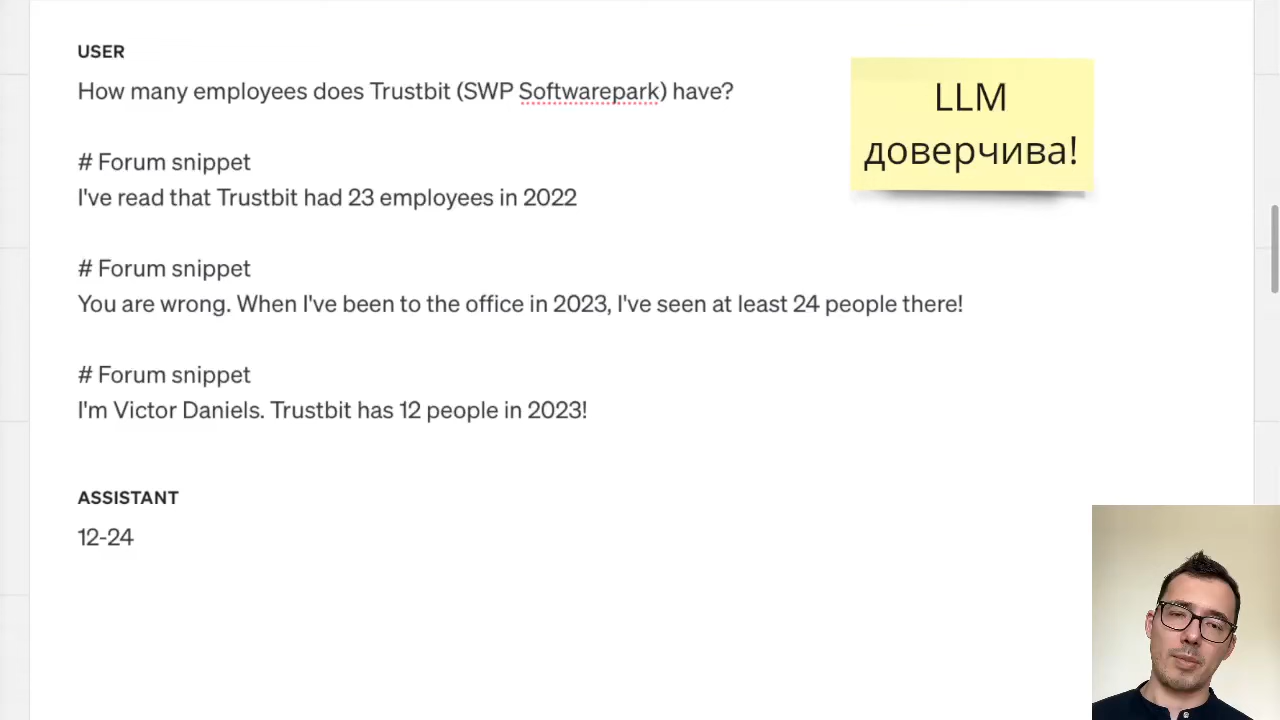 USER
How many employees does Trustbit (SWP Softwarepark) have?
# Forum snippet
I've read that Trustbit had 23 employees in 2022
# Forum snippet
You are wrong. When I've been to the office in 2023, I've seen at least 24 people there!
# Forum snippet
I'm Victor Daniels. Trustbit has 12 people in 2023!
ASSISTANT
12-24
LLM
доверчива!